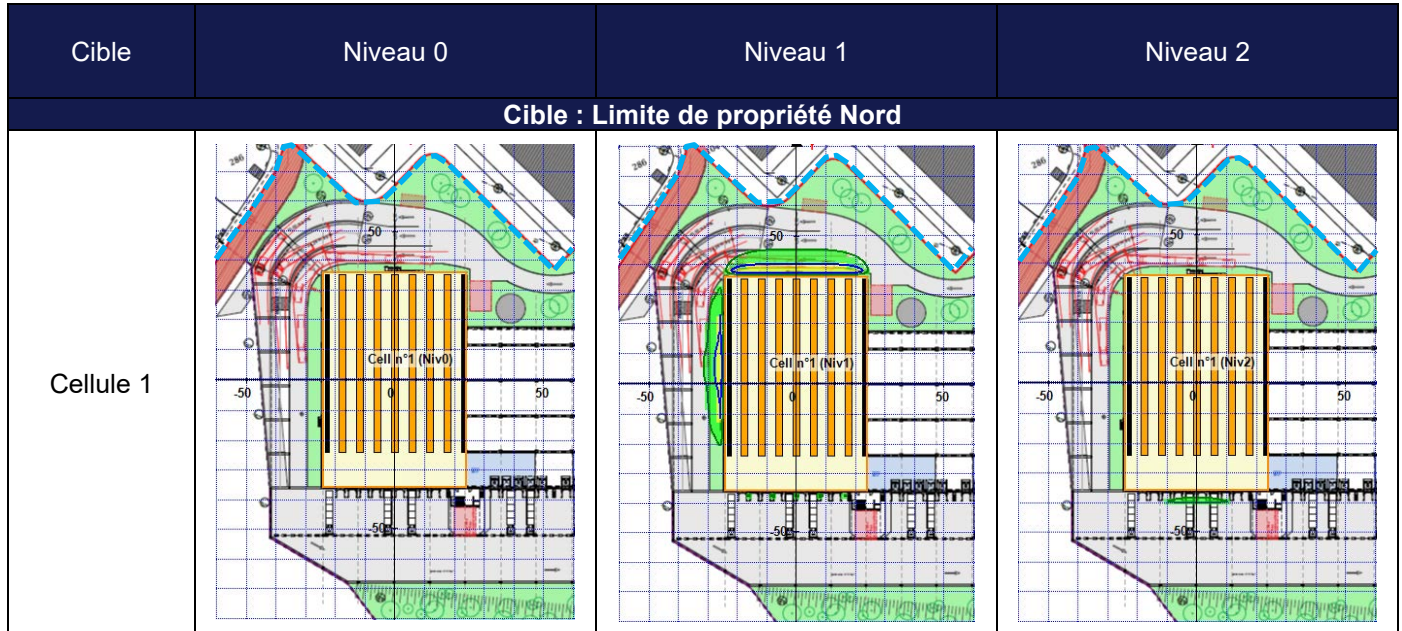 Cible Niveau 0 Niveau 1 Niveau 2
Cible : Limite de propriété Nord
Cellule 1
286
50
Cell n°1 (Niv0)
-50 0 50
-50
286
50
Cell n°1 (Niv1)
-50 0 50
-50
286
50
Cell n°1 (Niv2)
-50 0 50
-50